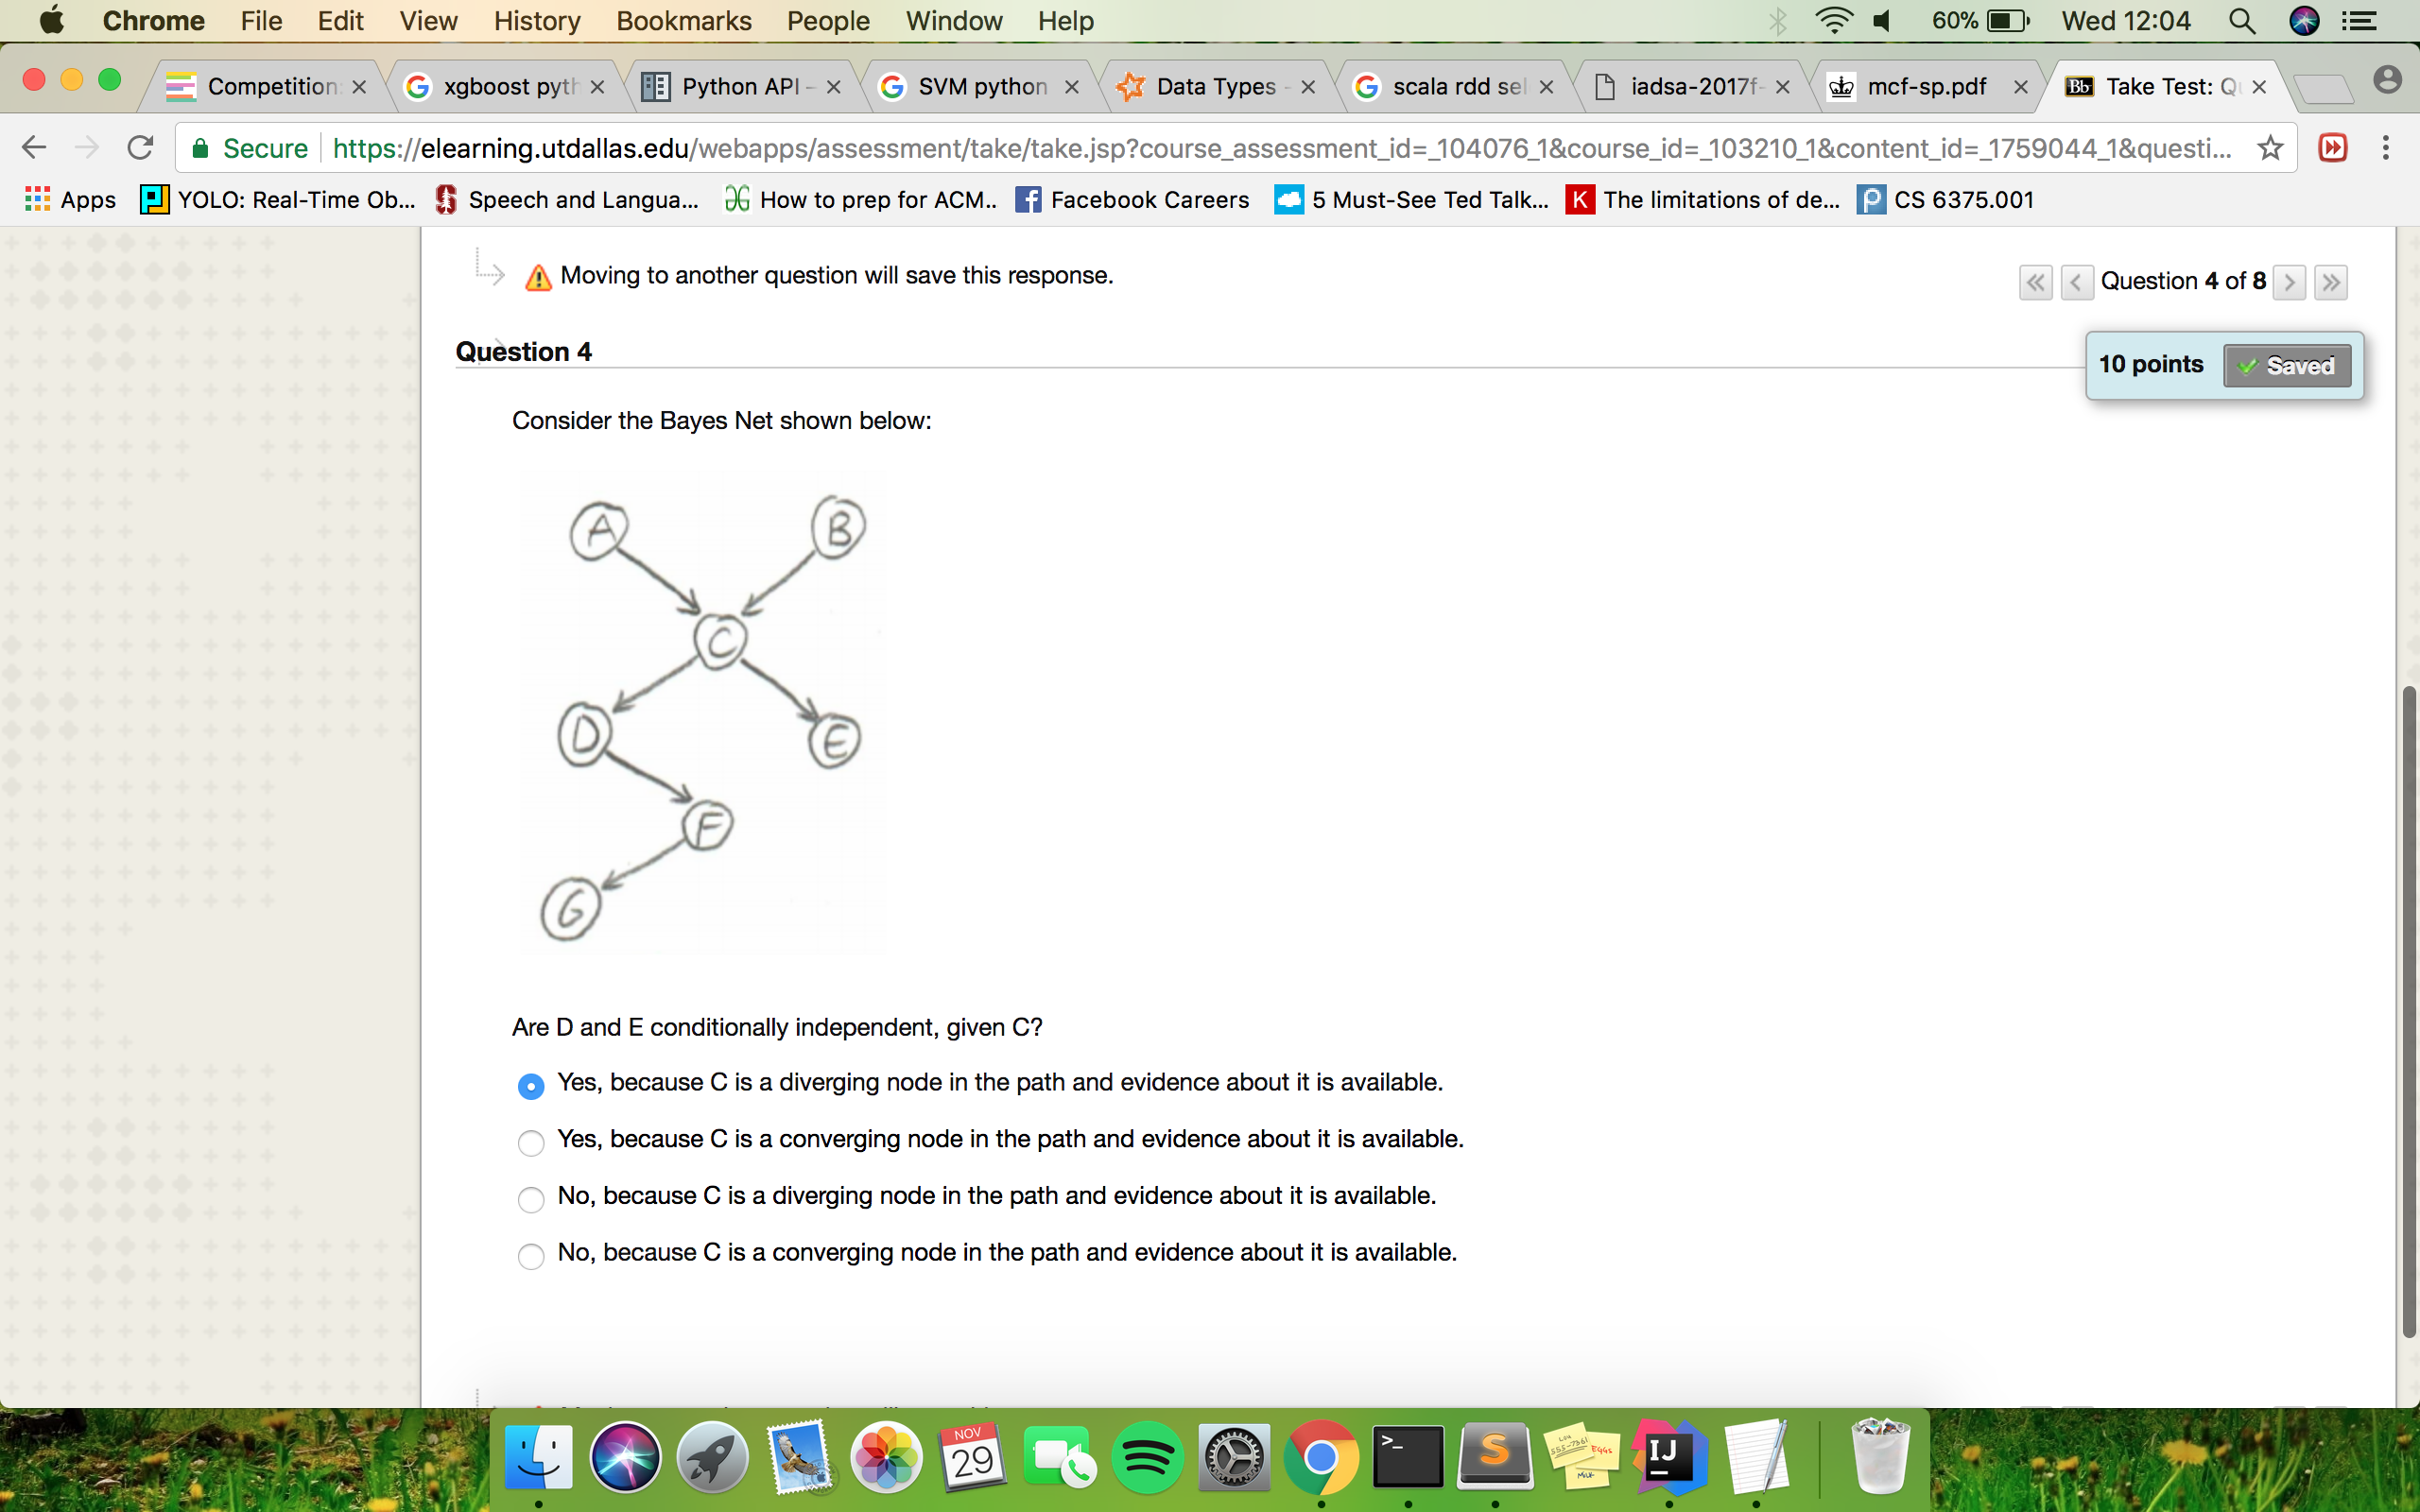 Chrome File Edit View History Bookmarks People Window Help 60% Wed 12:04
Competition xgboost pyth Python API - SVM python Data Types - scala rdd sel iadsa-2017f- mcf-sp.pdf Bb Take Test: Qu
Secure https://elearning.utdallas.edu/webapps/assessment/take/take.jsp?course_assessment_id=_104076_1&course_id=_103210_1&content_id=_1759044_1&questi...
Apps YOLO: Real-Time Ob... Speech and Langua... How to prep for ACM.. Facebook Careers 5 Must-See Ted Talk... K The limitations of de... CS 6375.001
Moving to another question will save this response.
Question 4 of 8
Question 4
10 points Saved
Consider the Bayes Net shown below:
A B
C
D E
F
G
Are D and E conditionally independent, given C?
Yes, because C is a diverging node in the path and evidence about it is available.
Yes, because C is a converging node in the path and evidence about it is available.
No, because C is a diverging node in the path and evidence about it is available.
No, because C is a converging node in the path and evidence about it is available.
NOV
29
>_
S
IJ